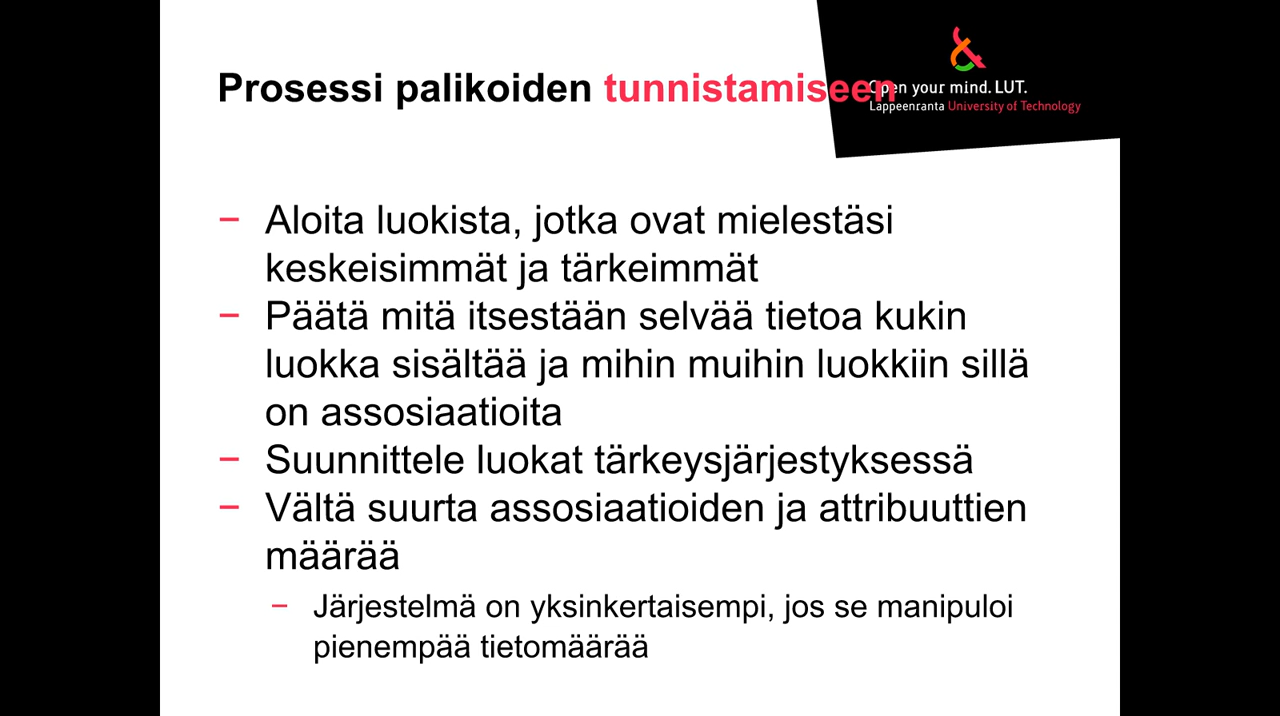 Prosessi palikoiden tunnistamiseen
Open your mind. LUT.
Lappeenranta University of Technology
– Aloita luokista, jotka ovat mielestäsi
keskeisimmät ja tärkeimmät
– Päätä mitä itsestään selvää tietoa kukin
luokka sisältää ja mihin muihin luokkiin sillä
on assosiaatioita
– Suunnittele luokat tärkeysjärjestyksessä
– Vältä suurta assosiaatioiden ja attribuuttien
määrää
– Järjestelmä on yksinkertaisempi, jos se manipuloi
pienempää tietomäärää